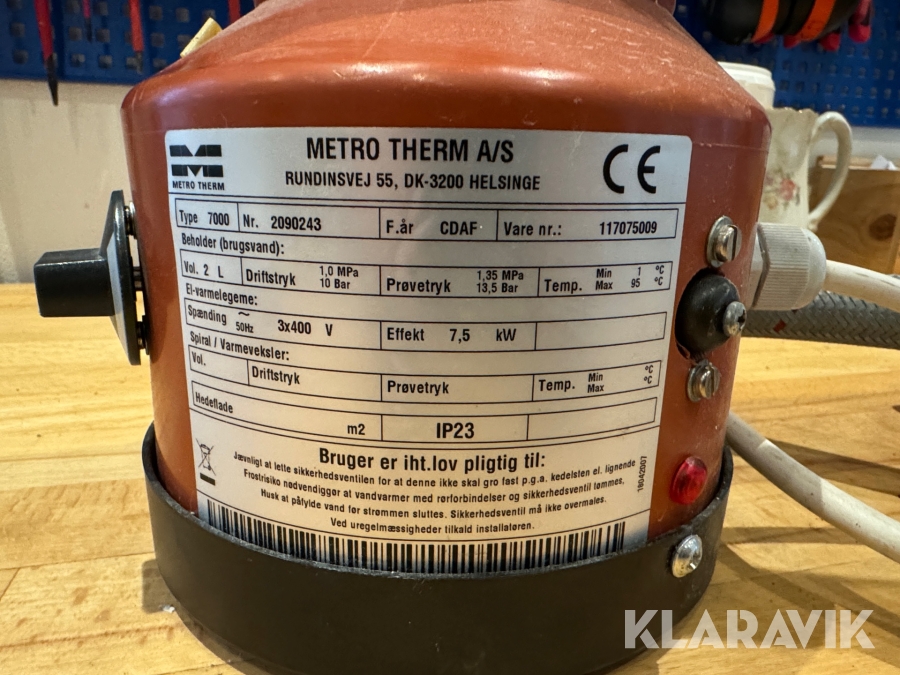 METRO THERM A/S
RUNDINSVEJ 55, DK-3200 HELSINGE
METRO THERM
CE
Type 7000 Nr. 2090243 F.år CDAF Vare nr.: 117075009
Beholder (brugsvand):
Vol. 2 L Driftstryk 1,0 MPa 10 Bar Prøvetryk 1,35 MPa 13,5 Bar Temp. Min 1 °C Max 95 °C
El-varmelegeme:
Spænding ~ 50Hz 3x400 V Effekt 7,5 kW
Spiral / Varmeveksler:
Vol. Driftstryk Prøvetryk Temp. Min °C Max °C
Hedeflade m2 IP23
Bruger er iht.lov pligtig til:
Jævnligt at lette sikkerhedsventilen for at denne ikke skal gro fast p.g.a. kedelsten el. lignende
Frostrisiko nødvendiggør at vandvarmer med rørforbindelser og sikkerhedsventil tømmes,
Husk at påfylde vand før strømmen sluttes. Sikkerhedsventil må ikke overmales.
Ved uregelmæssigheder tilkald installatøren.
18042007
KLARAVIK